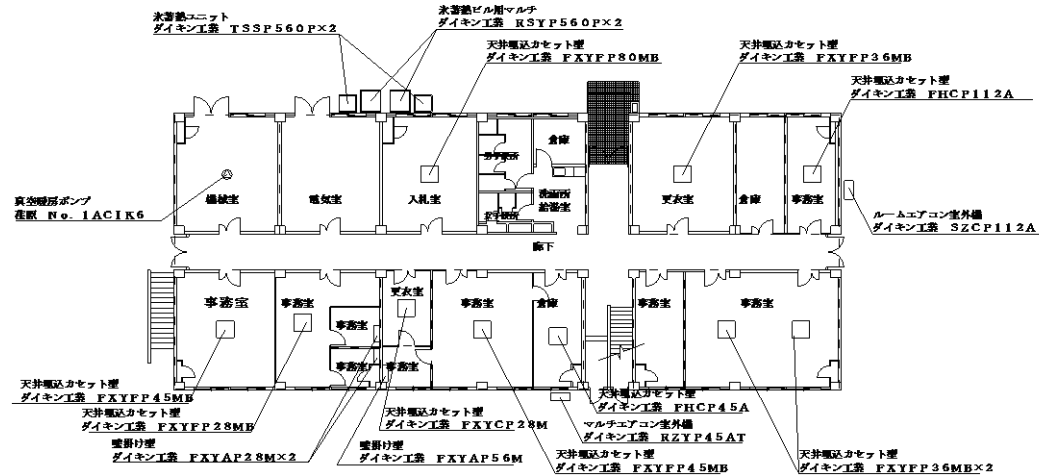 氷蓄熱ユニット
ダイキン工業 TSSP560P×2
氷蓄熱ビル用マルチ
ダイキン工業 RSYP560P×2
天井埋込カセット型
ダイキン工業 FXYFP80MB
天井埋込カセット型
ダイキン工業 FXYFP36MB
天井埋込カセット型
ダイキン工業 FHCP112A
倉庫
男子便所
洗面所
給湯室
女子便所
機械室
電気室
入札室
更衣室
倉庫
事務室
真空暖房ポンプ
荏原 No.1ACIK6
ルームエアコン室外機
ダイキン工業 SZCP112A
廊下
事務室
事務室
事務室
事務室
更衣室
事務室
事務室
倉庫
事務室
事務室
天井埋込カセット型
ダイキン工業 FXYFP45MB
天井埋込カセット型
ダイキン工業 FXYFP28MB
壁掛け型
ダイキン工業 FXYAP28M×2
天井埋込カセット型
ダイキン工業 FXYCP28M
壁掛け型
ダイキン工業 FXYAP56M
天井埋込カセット型
ダイキン工業 FHCP45A
マルチエアコン室外機
ダイキン工業 RZYP45AT
天井埋込カセット型
ダイキン工業 FXYFP45MB
天井埋込カセット型
ダイキン工業 FXYFP36MB×2